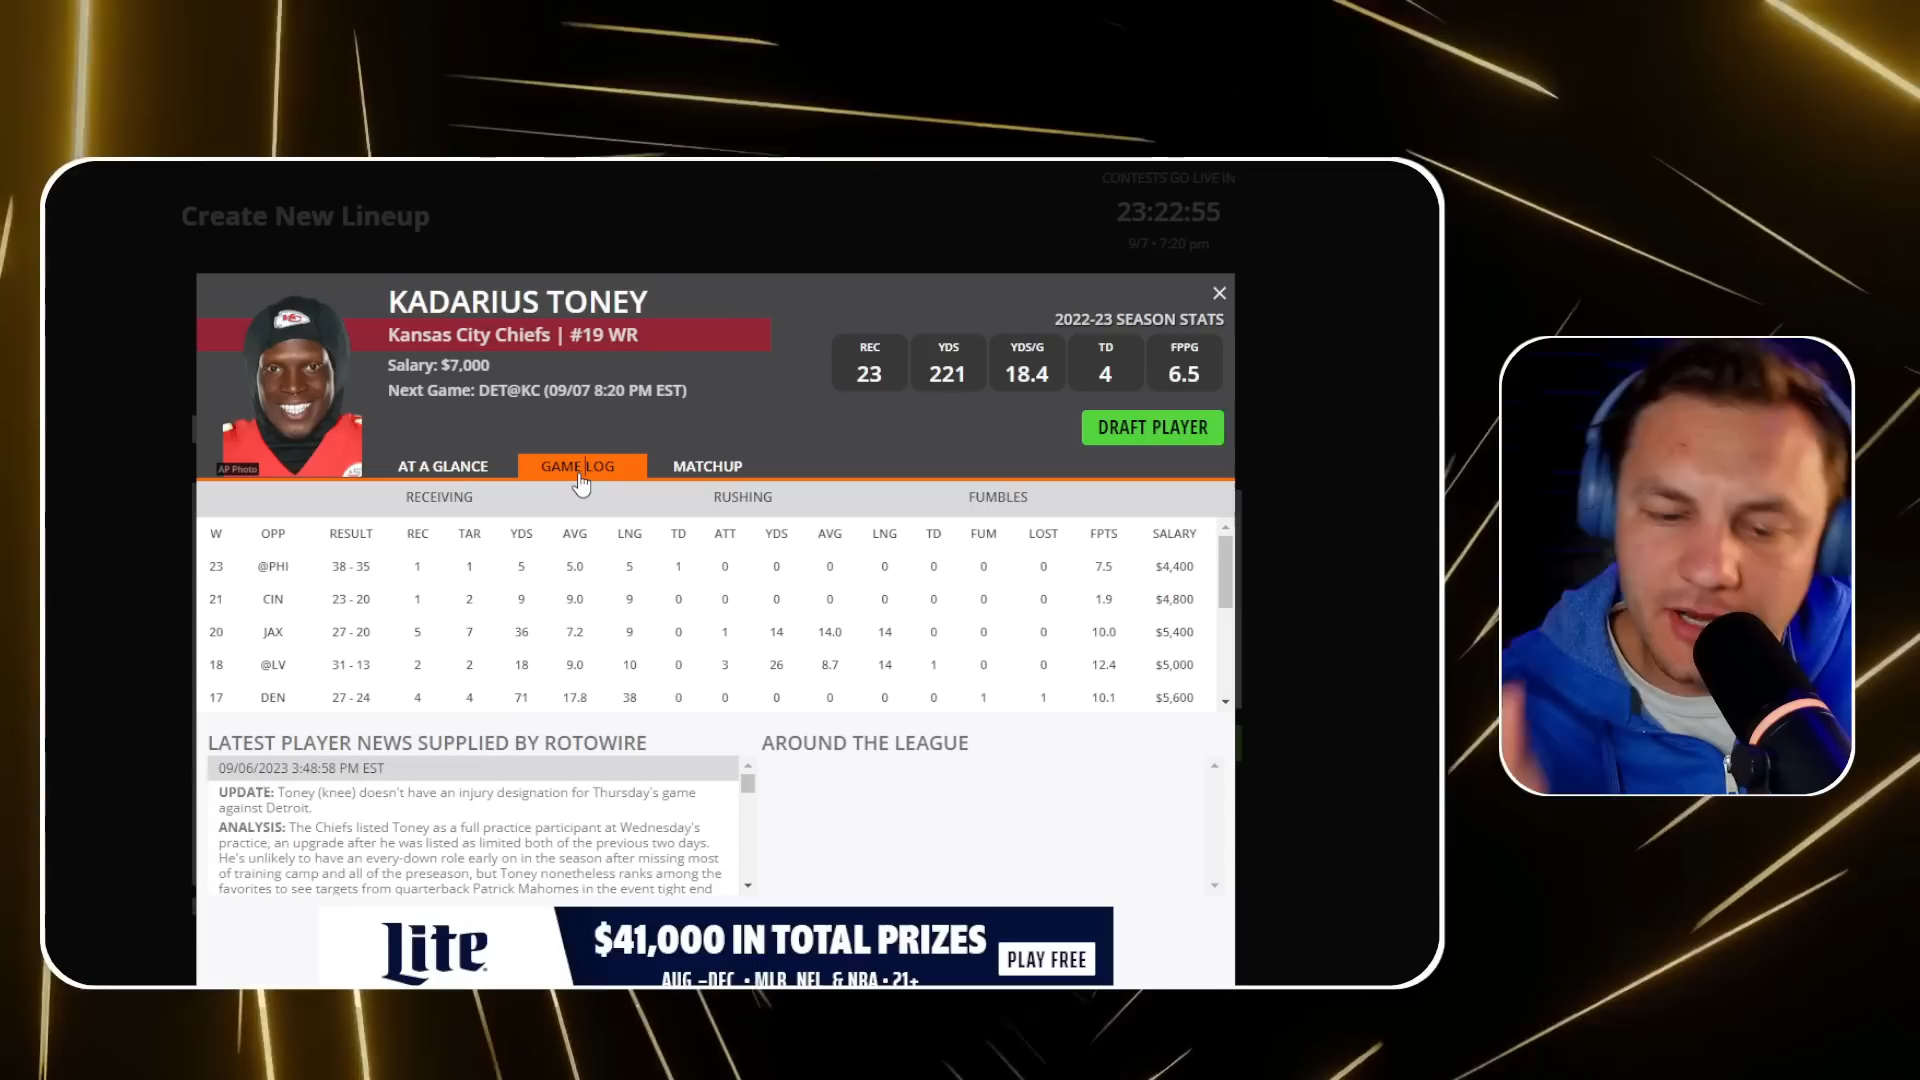 CONTESTS GO LIVE IN
Create New Lineup
23:22:55
9/7 • 7:20 pm
KADARIUS TONEY
Kansas City Chiefs | #19 WR
Salary: $7,000
Next Game: DET@KC (09/07 8:20 PM EST)
2022-23 SEASON STATS
REC YDS YDS/G TD FPPG
23 221 18.4 4 6.5
DRAFT PLAYER
AP Photo
AT A GLANCE GAME LOG MATCHUP
RECEIVING RUSHING FUMBLES
W OPP RESULT REC TAR YDS AVG LNG TD ATT YDS AVG LNG TD FUM LOST FPTS SALARY
23 @PHI 38 - 35 1 1 5 5.0 5 1 0 0 0 0 0 0 0 7.5 $4,400
21 CIN 23 - 20 1 2 9 9.0 9 0 0 0 0 0 0 0 0 1.9 $4,800
20 JAX 27 - 20 5 7 36 7.2 9 0 1 14 14.0 14 0 0 0 10.0 $5,400
18 @LV 31 - 13 2 2 18 9.0 10 0 3 26 8.7 14 1 0 0 12.4 $5,000
17 DEN 27 - 24 4 4 71 17.8 38 0 0 0 0 0 0 1 1 10.1 $5,600
LATEST PLAYER NEWS SUPPLIED BY ROTOWIRE
AROUND THE LEAGUE
09/06/2023 3:48:58 PM EST
UPDATE: Toney (knee) doesn't have an injury designation for Thursday's game
against Detroit.
ANALYSIS: The Chiefs listed Toney as a full practice participant at Wednesday's
practice, an upgrade after he was listed as limited both of the previous two days.
He's unlikely to have an every-down role early on in the season after missing most
of training camp and all of the preseason, but Toney nonetheless ranks among the
favorites to see targets from quarterback Patrick Mahomes in the event tight end
Lite
$41,000 IN TOTAL PRIZES
PLAY FREE
AUG –DEC • MLB, NFL, & NBA • 21+